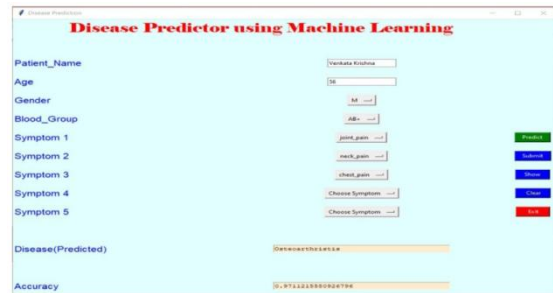 Disease Prediction
Disease Predictor using Machine Learning
Patient_Name Venkata Krishna
Age
Gender M
Blood_Group AB+
Symptom 1 joint_pain Predict
Symptom 2 neck_pain Submit
Symptom 3 chest_pain Show
Symptom 4 Choose Symptom Clear
Symptom 5 Choose Symptom Exit
Disease(Predicted) Osteoarthristis
Accuracy